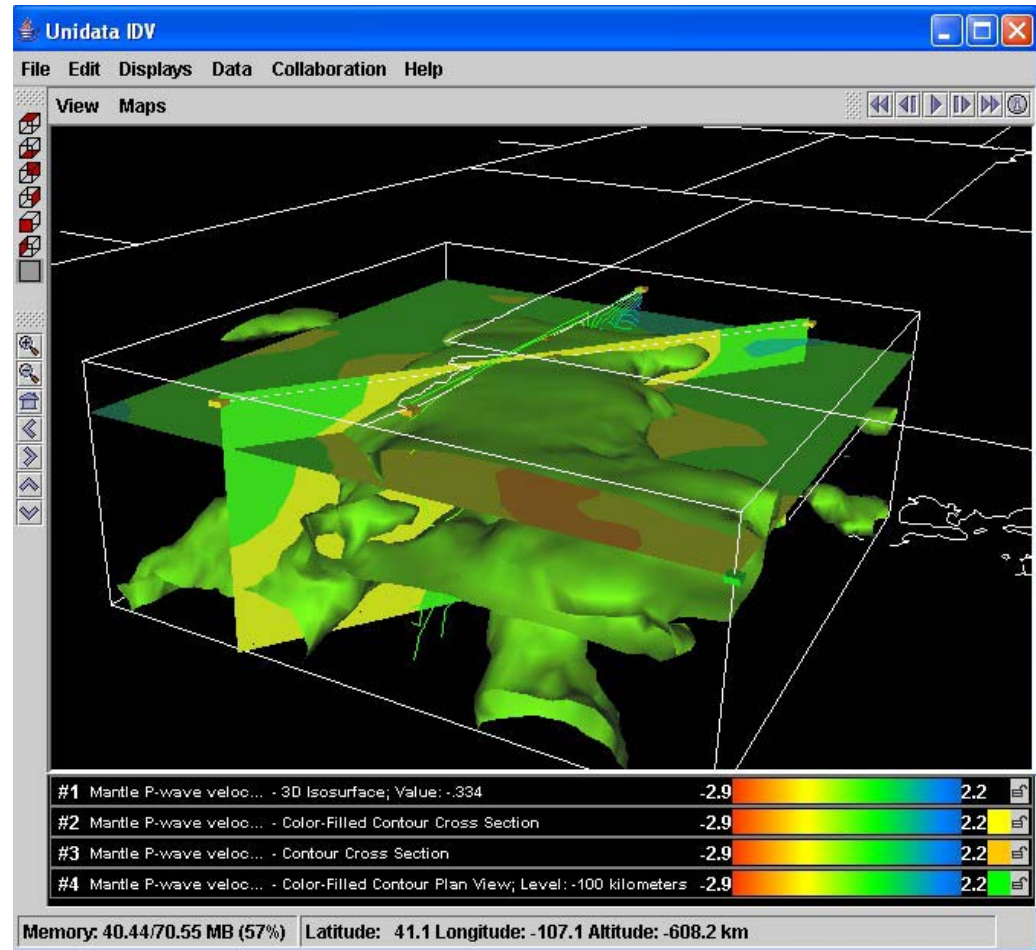 Unidata IDV
File Edit Displays Data Collaboration Help
View Maps
#1 Mantle P-wave veloc... - 3D Isosurface; Value: -.334 -2.9 2.2
#2 Mantle P-wave veloc... - Color-Filled Contour Cross Section -2.9 2.2
#3 Mantle P-wave veloc... - Contour Cross Section -2.9 2.2
#4 Mantle P-wave veloc... - Color-Filled Contour Plan View; Level: -100 kilometers -2.9 2.2
Memory: 40.44/70.55 MB (57%) Latitude: 41.1 Longitude: -107.1 Altitude: -608.2 km